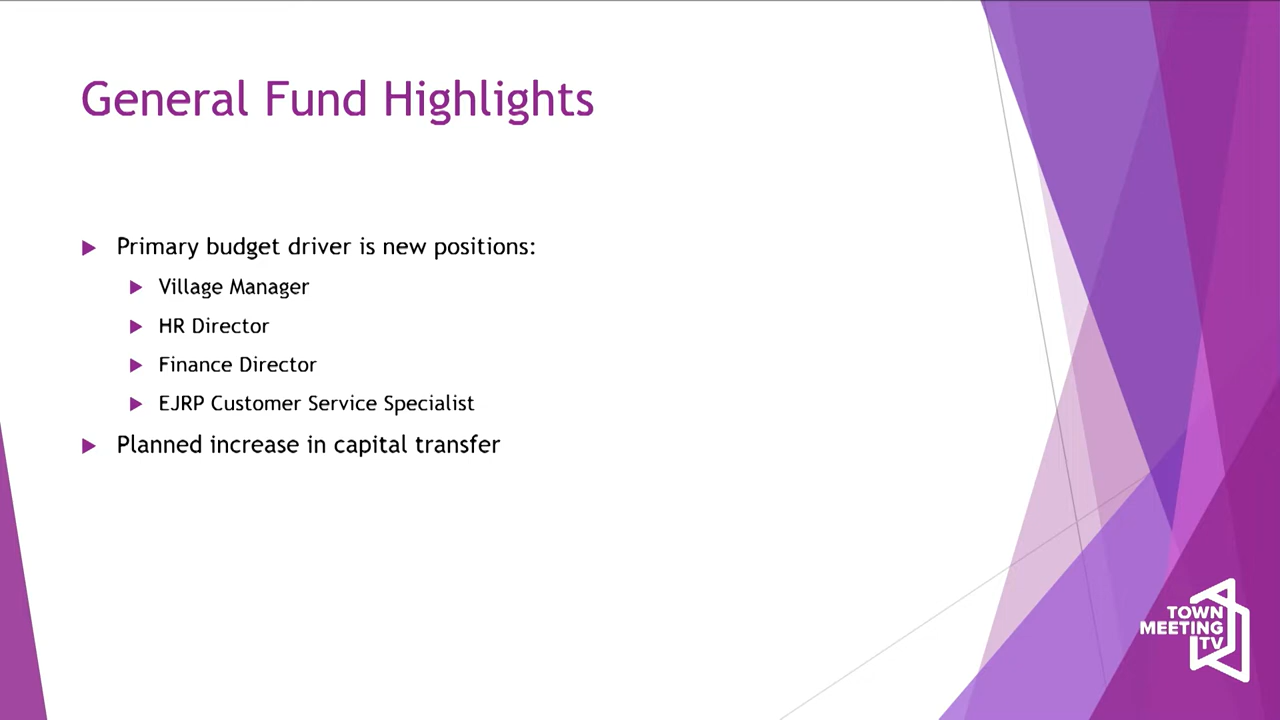 General Fund Highlights
Primary budget driver is new positions:
Village Manager
HR Director
Finance Director
EJRP Customer Service Specialist
Planned increase in capital transfer
TOWN
MEETING
TV